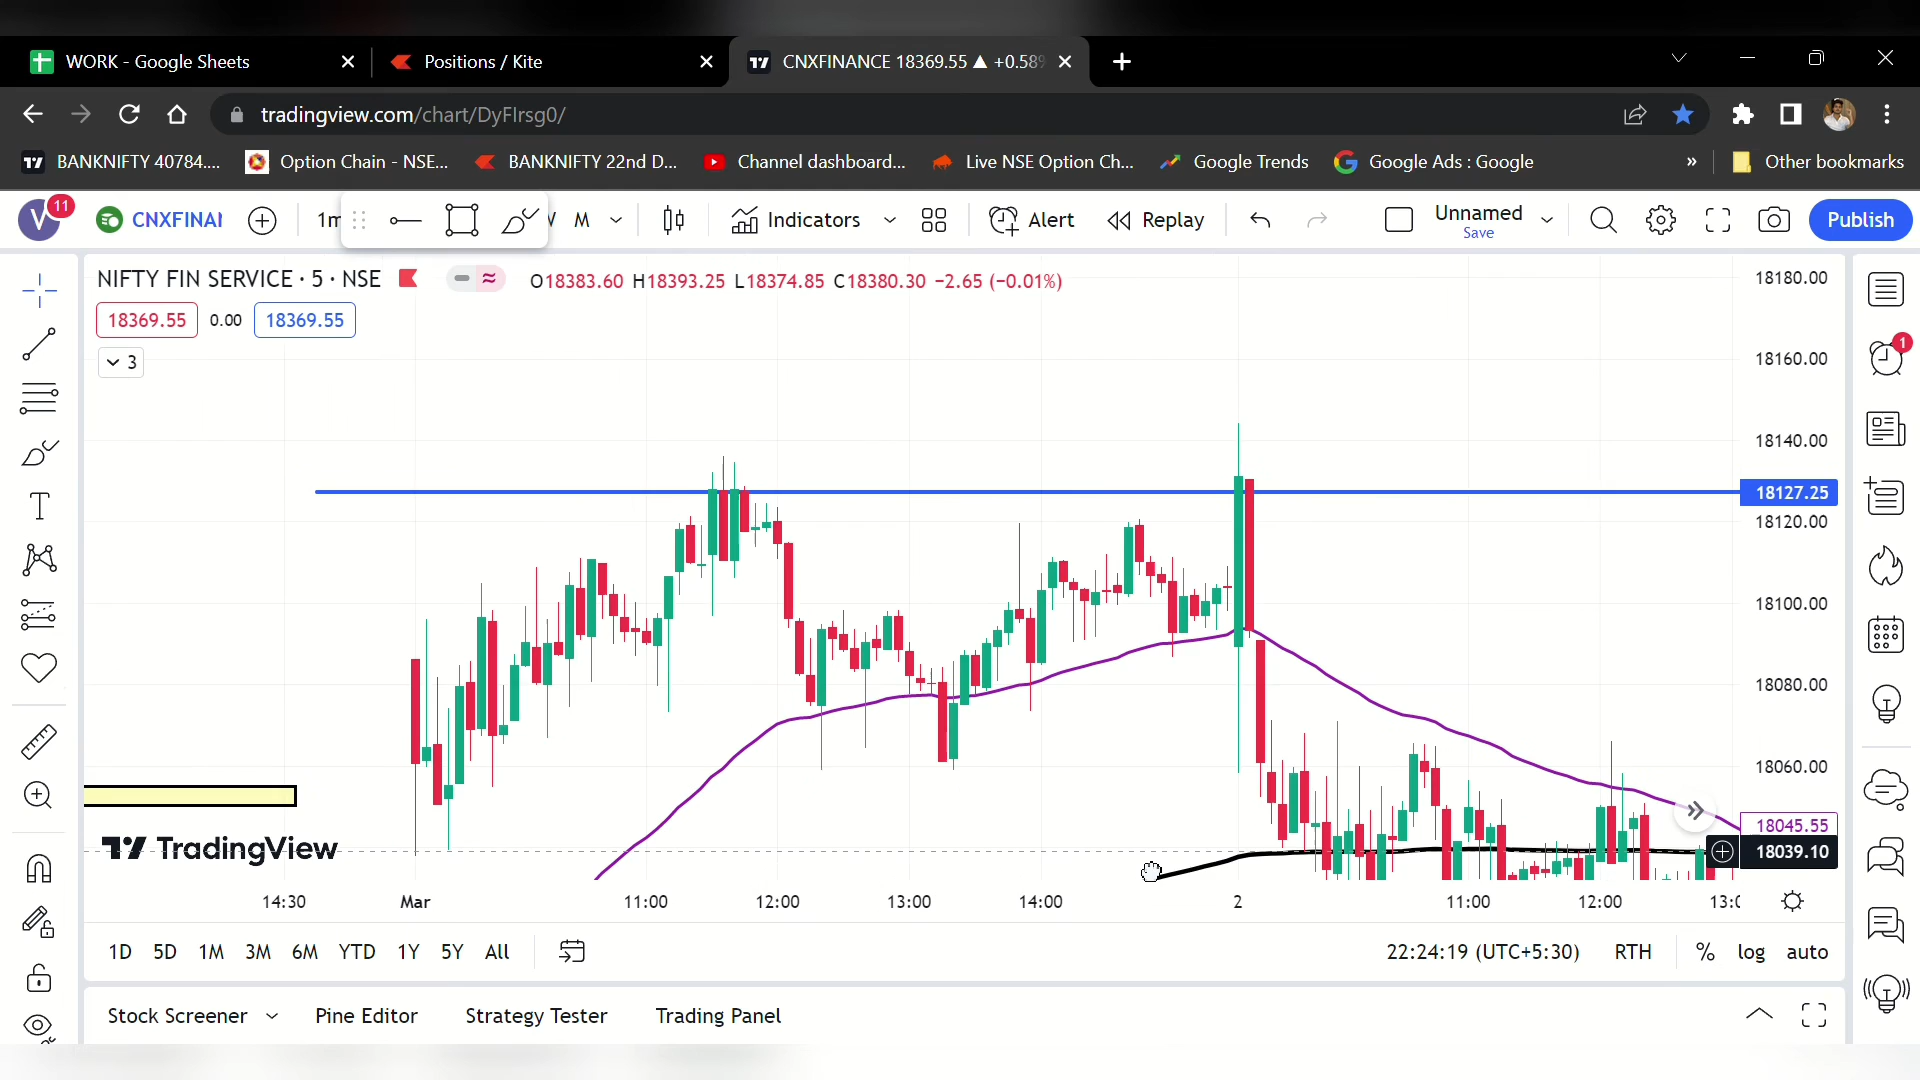 WORK - Google Sheets
Positions / Kite
CNXFINANCE 18369.55 ▲ +0.58%
tradingview.com/chart/DyFIrsg0/
BANKNIFTY 40784....
Option Chain - NSE...
BANKNIFTY 22nd D...
Channel dashboard...
Live NSE Option Ch...
Google Trends
Google Ads : Google
»
Other bookmarks
V
11
CNXFINAI
1m
M
Indicators
Alert
Replay
Unnamed
Save
Publish
NIFTY FIN SERVICE · 5 · NSE
O18383.60 H18393.25 L18374.85 C18380.30 −2.65 (−0.01%)
18369.55
0.00
18369.55
3
1
18180.00
18160.00
18140.00
18127.25
18120.00
18100.00
18080.00
18060.00
18045.55
18039.10
TradingView
14:30
Mar
11:00
12:00
13:00
14:00
2
11:00
12:00
13:0
1D 5D 1M 3M 6M YTD 1Y 5Y All
22:24:19 (UTC+5:30)
RTH
%
log
auto
Stock Screener
Pine Editor
Strategy Tester
Trading Panel